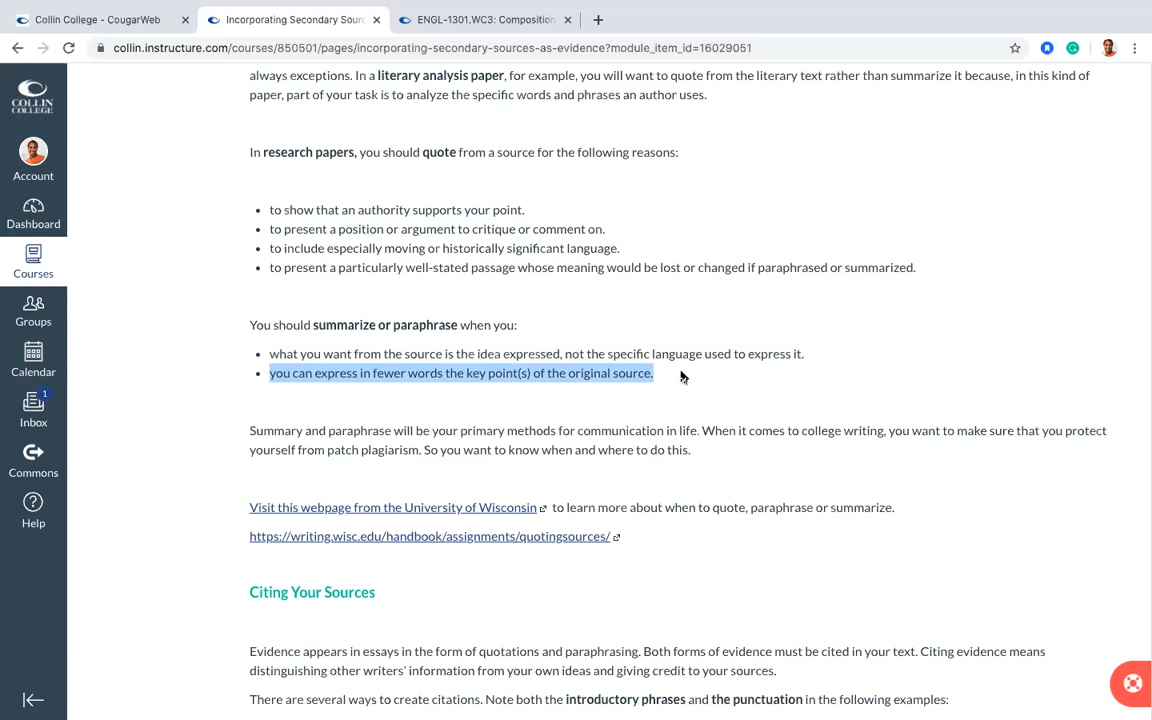 Collin College - CougarWeb
Incorporating Secondary Sourc
ENGL-1301.WC3: Composition
collin.instructure.com/courses/850501/pages/incorporating-secondary-sources-as-evidence?module_item_id=16029051
COLLIN
COLLEGE
Account
Dashboard
Courses
Groups
Calendar
1
Inbox
Commons
Help
always exceptions. In a literary analysis paper, for example, you will want to quote from the literary text rather than summarize it because, in this kind of
paper, part of your task is to analyze the specific words and phrases an author uses.
In research papers, you should quote from a source for the following reasons:
• to show that an authority supports your point.
• to present a position or argument to critique or comment on.
• to include especially moving or historically significant language.
• to present a particularly well-stated passage whose meaning would be lost or changed if paraphrased or summarized.
You should summarize or paraphrase when you:
• what you want from the source is the idea expressed, not the specific language used to express it.
• you can express in fewer words the key point(s) of the original source.
Summary and paraphrase will be your primary methods for communication in life. When it comes to college writing, you want to make sure that you protect
yourself from patch plagiarism. So you want to know when and where to do this.
Visit this webpage from the University of Wisconsin to learn more about when to quote, paraphrase or summarize.
https://writing.wisc.edu/handbook/assignments/quotingsources/
Citing Your Sources
Evidence appears in essays in the form of quotations and paraphrasing. Both forms of evidence must be cited in your text. Citing evidence means
distinguishing other writers' information from your own ideas and giving credit to your sources.
There are several ways to create citations. Note both the introductory phrases and the punctuation in the following examples: